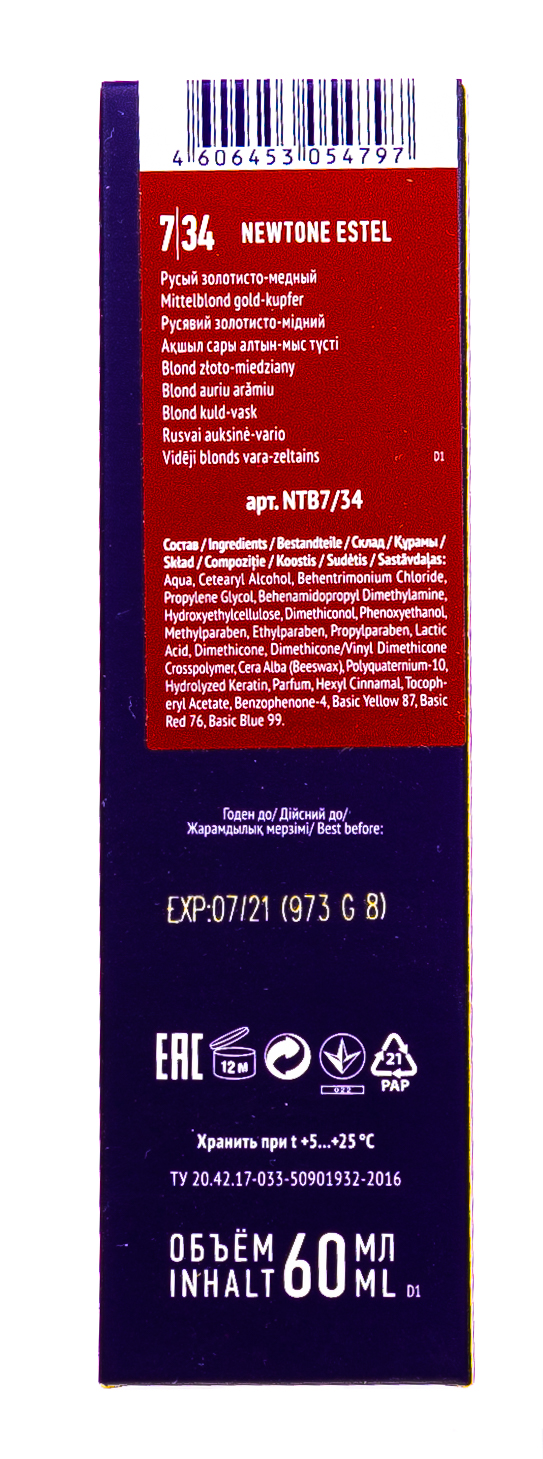 4 606453 054797
7|34 NEWTONE ESTEL
Русый золотисто-медный
Mittelblond gold-kupfer
Русявий золотисто-мідний
Ақшыл сары алтын-мыс түсті
Blond złoto-miedziany
Blond auriu arămiu
Blond kuld-vask
Rusvai auksinė-vario
Vidēji blonds vara-zeltains D1
арт. NTB7/34
Состав / Ingredients / Bestandteile / Склад / Құрамы /
Skład / Compoziţie / Koostis / Sudėtis / Sastāvdaļas:
Aqua, Cetearyl Alcohol, Behentrimonium Chloride,
Propylene Glycol, Behenamidopropyl Dimethylamine,
Hydroxyethylcellulose, Dimethiconol, Phenoxyethanol,
Methylparaben, Ethylparaben, Propylparaben, Lactic
Acid, Dimethicone, Dimethicone/Vinyl Dimethicone
Crosspolymer, Cera Alba (Beeswax), Polyquaternium-10,
Hydrolyzed Keratin, Parfum, Hexyl Cinnamal, Tocoph-
eryl Acetate, Benzophenone-4, Basic Yellow 87, Basic
Red 76, Basic Blue 99.
Годен до/ Дійсний до/
Жарамдылық мерзімі/ Best before:
EXP:07/21 (973 G 8)
EAC 12 м 022 21
PAP
Хранить при t +5...+25 °C
ТУ 20.42.17-033-50901932-2016
ОБЪЁМ 60 МЛ
INHALT ML D1